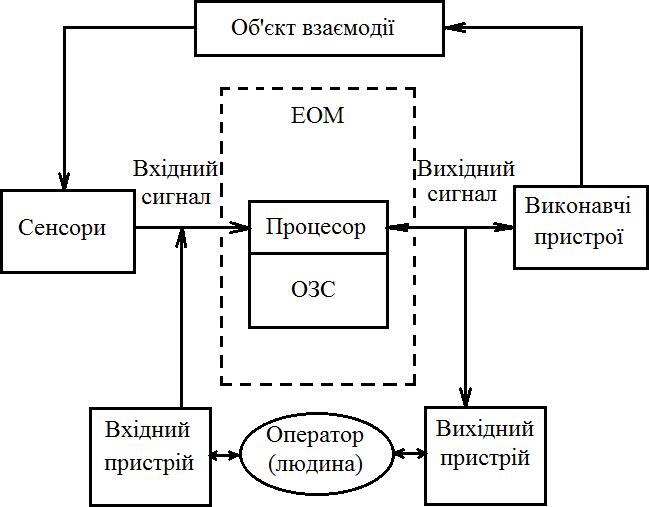 Об'єкт взаємодії
ЕОМ
Вхідний
сигнал
Вихідний
сигнал
Сенсори
Процесор
ОЗС
Виконавчі
пристрої
Вхідний
пристрій
Оператор
(людина)
Вихідний
пристрій